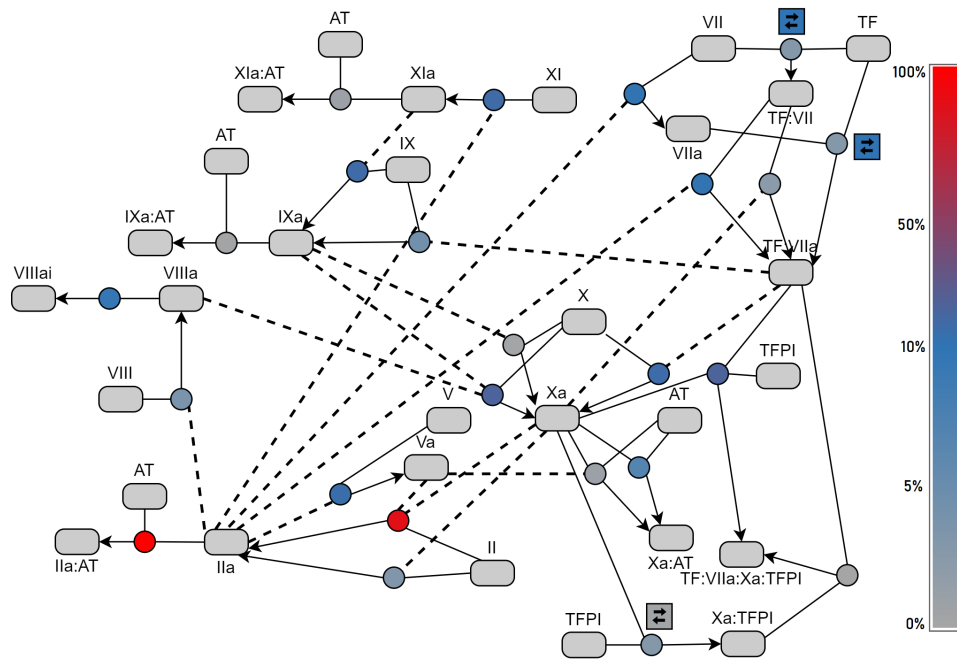 AT
VII
TF
XIa:AT
XIa
XI
100%
TF:VII
AT
IX
VIIa
IXa:AT
IXa
50%
TF:VIIa
VIIIai
VIIIa
X
10%
TFPI
VIII
Xa
AT
V
Va
AT
5%
IIa:AT
IIa
II
Xa:AT
TF:VIIa:Xa:TFPI
TFPI
Xa:TFPI
0%